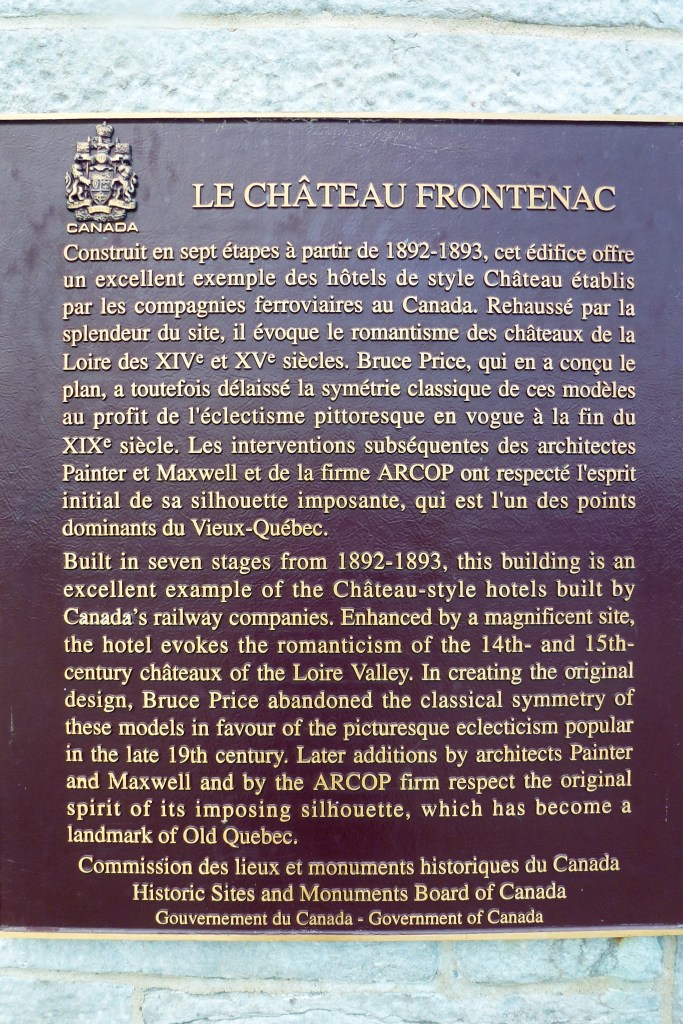 CANADA
LE CHÂTEAU FRONTENAC
Construit en sept étapes à partir de 1892-1893, cet édifice offre
un excellent exemple des hôtels de style Château établis
par les compagnies ferroviaires au Canada. Rehaussé par la
splendeur du site, il évoque le romantisme des châteaux de la
Loire des XIVe et XVe siècles. Bruce Price, qui en a conçu le
plan, a toutefois délaissé la symétrie classique de ces modèles
au profit de l'éclectisme pittoresque en vogue à la fin du
XIXe siècle. Les interventions subséquentes des architectes
Painter et Maxwell et de la firme ARCOP ont respecté l'esprit
initial de sa silhouette imposante, qui est l'un des points
dominants du Vieux-Québec.
Built in seven stages from 1892-1893, this building is an
excellent example of the Château-style hotels built by
Canada's railway companies. Enhanced by a magnificent site,
the hotel evokes the romanticism of the 14th- and 15th-
century châteaux of the Loire Valley. In creating the original
design, Bruce Price abandoned the classical symmetry of
these models in favour of the picturesque eclecticism popular
in the late 19th century. Later additions by architects Painter
and Maxwell and by the ARCOP firm respect the original
spirit of its imposing silhouette, which has become a
landmark of Old Quebec.
Commission des lieux et monuments historiques du Canada
Historic Sites and Monuments Board of Canada
Gouvernement du Canada - Government of Canada